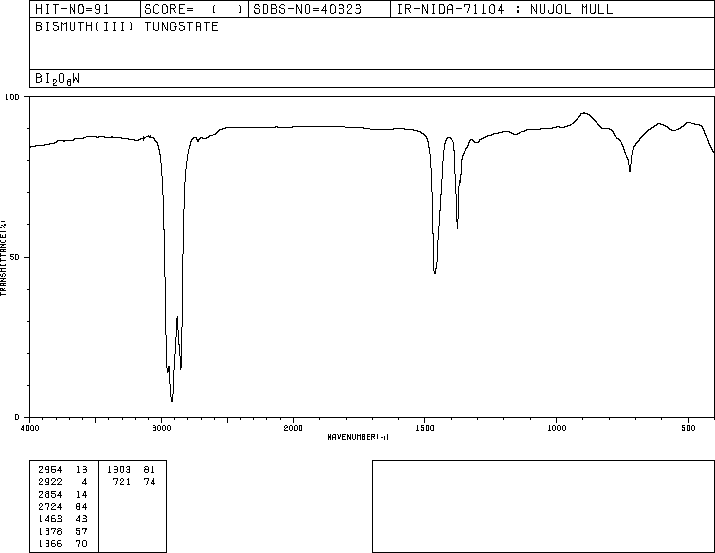 HIT-NO=91 SCORE= ( ) SDBS-NO=40323 IR-NIDA-71104 : NUJOL MULL
BISMUTH(III) TUNGSTATE
BI2O6W
100
50
0
TRANSMITTANCE(%)
4000 3000 2000 1500 1000 500
WAVENUMBER(-1)
2964 13 1303 81
2922 4 721 74
2854 14
2724 84
1463 43
1378 57
1366 70